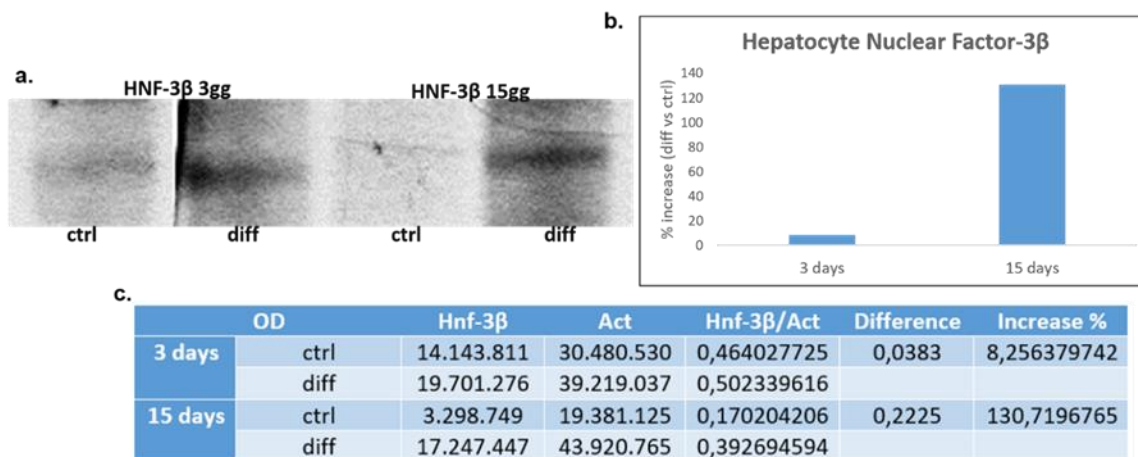 a.
HNF-3β 3gg HNF-3β 15gg
ctrl diff ctrl diff
b.
Hepatocyte Nuclear Factor-3β
% increase (diff vs ctrl)
140
120
100
80
60
40
20
0
3 days 15 days
c.
OD Hnf-3β Act Hnf-3β/Act Difference Increase %
3 days ctrl 14.143.811 30.480.530 0,464027725 0,0383 8,256379742
diff 19.701.276 39.219.037 0,502339616
15 days ctrl 3.298.749 19.381.125 0,170204206 0,2225 130,7196765
diff 17.247.447 43.920.765 0,392694594